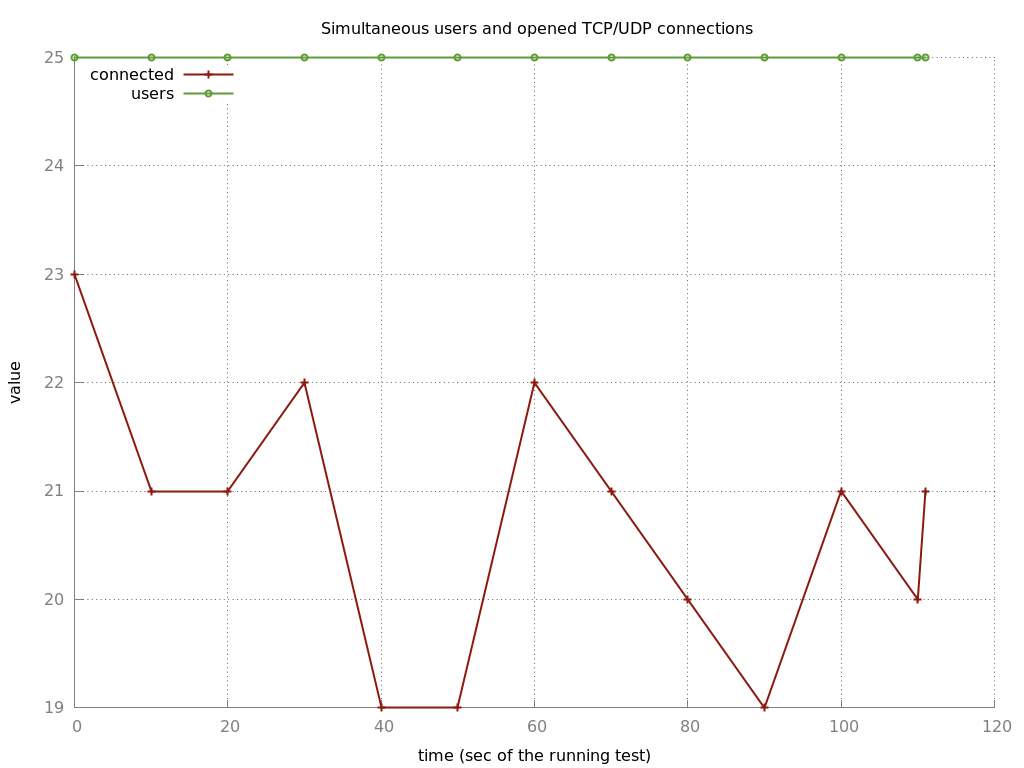 Simultaneous users and opened TCP/UDP connections
25
connected
users
24
23
22
value
21
20
19
0 20 40 60 80 100 120
time (sec of the running test)